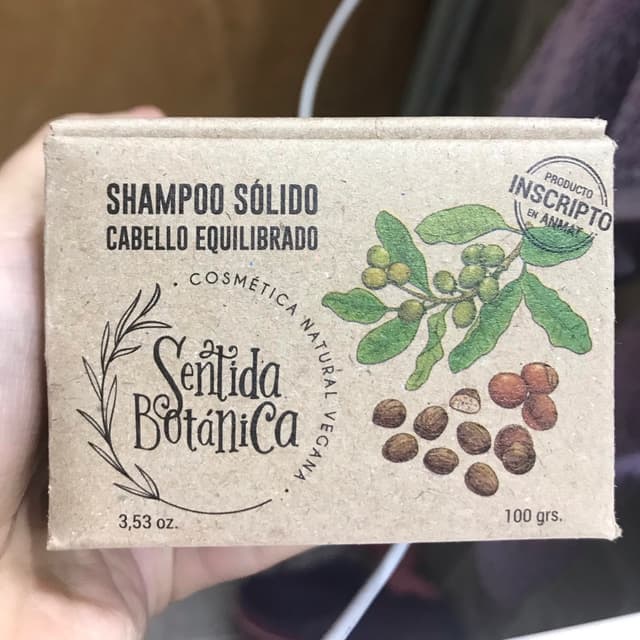 SHAMPOO SÓLIDO
CABELLO EQUILIBRADO
PRODUCTO
INSCRIPTO
EN ANMAT
· COSMÉTICA NATURAL VEGANA ·
Sentida
Botánica
3,53 oz.
100 grs.